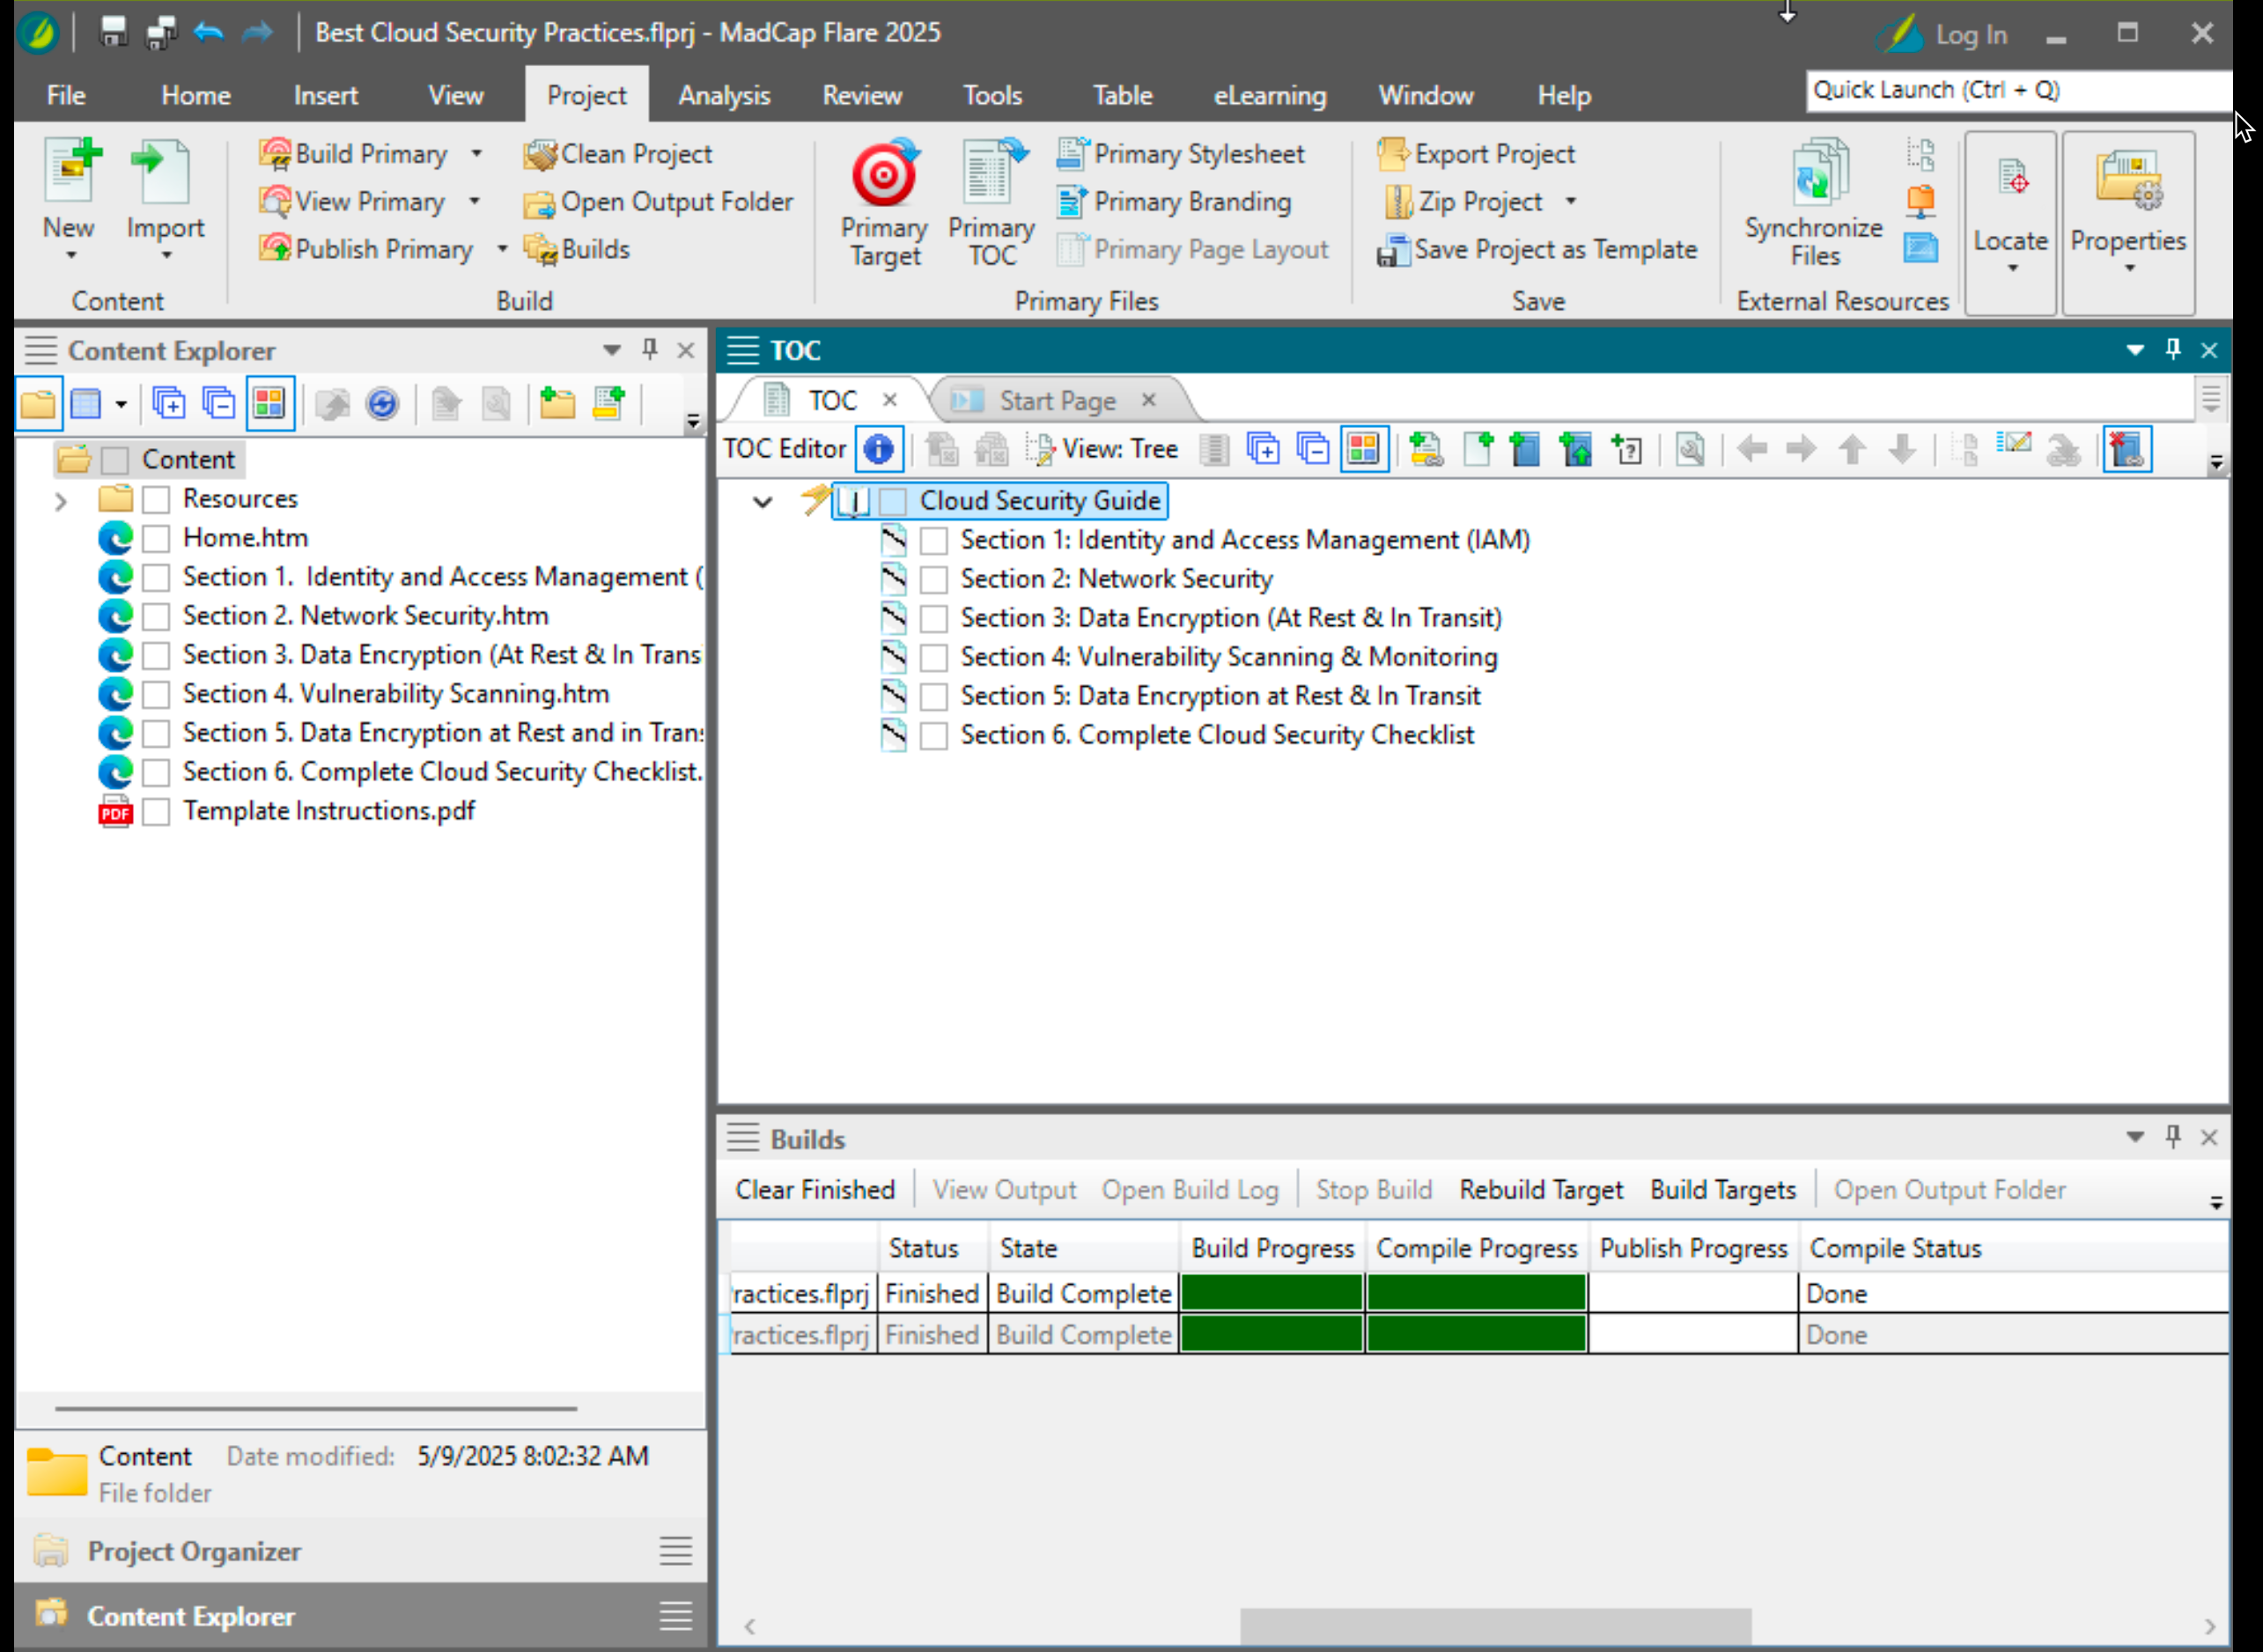 Best Cloud Security Practices.flprj - MadCap Flare 2025
Log In
File Home Insert View Project Analysis Review Tools Table eLearning Window Help
Quick Launch (Ctrl + Q)
New
Import
Content
Build Primary
View Primary
Publish Primary
Clean Project
Open Output Folder
Builds
Build
Primary Target
Primary TOC
Primary Stylesheet
Primary Branding
Primary Page Layout
Primary Files
Export Project
Zip Project
Save Project as Template
Save
Synchronize Files
External Resources
Locate
Properties
Content Explorer
Content
Resources
Home.htm
Section 1.  Identity and Access Management (
Section 2. Network Security.htm
Section 3. Data Encryption (At Rest & In Transi
Section 4. Vulnerability Scanning.htm
Section 5. Data Encryption at Rest and in Trans
Section 6. Complete Cloud Security Checklist.
PDF Template Instructions.pdf
Content Date modified: 5/9/2025 8:02:32 AM
File folder
Project Organizer
Content Explorer
TOC
TOC Start Page
TOC Editor View: Tree
Cloud Security Guide
Section 1: Identity and Access Management (IAM)
Section 2: Network Security
Section 3: Data Encryption (At Rest & In Transit)
Section 4: Vulnerability Scanning & Monitoring
Section 5: Data Encryption at Rest & In Transit
Section 6. Complete Cloud Security Checklist
Builds
Clear Finished View Output Open Build Log Stop Build Rebuild Target Build Targets Open Output Folder
Status State Build Progress Compile Progress Publish Progress Compile Status
ractices.flprj Finished Build Complete Done
ractices.flprj Finished Build Complete Done